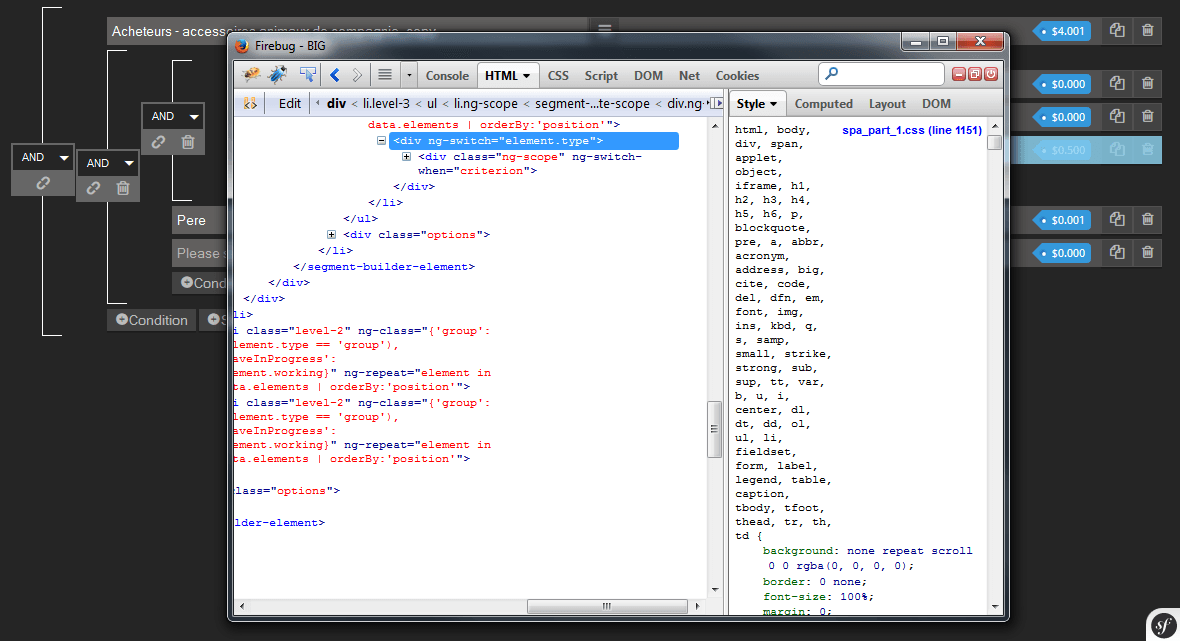 Acheteurs - accessoires animaux de compagnie_copy
$4.001
Firebug - BIG
Console HTML CSS Script DOM Net Cookies
$0.000
Edit div < li.level-3 < ul < li.ng-scope < segment-...te-scope < div.ng-
Style Computed Layout DOM
AND
$0.000
data.elements | orderBy:'position'">
<div ng-switch="element.type">
<div class="ng-scope" ng-switch-
when="criterion">
</div>
</li>
</ul>
<div class="options">
</li>
</segment-builder-element>
</div>
</div>
li>
i class="level-2" ng-class="{'group':
lement.type == 'group'),
aveInProgress':
ement.working}" ng-repeat="element in
ta.elements | orderBy:'position'">
i class="level-2" ng-class="{'group':
lement.type == 'group'),
aveInProgress':
ement.working}" ng-repeat="element in
ta.elements | orderBy:'position'">
lass="options">
lder-element>
html, body, spa_part_1.css (line 1151)
div, span,
applet,
object,
iframe, h1,
h2, h3, h4,
h5, h6, p,
blockquote,
pre, a, abbr,
acronym,
address, big,
cite, code,
del, dfn, em,
font, img,
ins, kbd, q,
s, samp,
small, strike,
strong, sub,
sup, tt, var,
b, u, i,
center, dl,
dt, dd, ol,
ul, li,
fieldset,
form, label,
legend, table,
caption,
tbody, tfoot,
thead, tr, th,
td {
background: none repeat scroll
0 0 rgba(0, 0, 0, 0);
border: 0 none;
font-size: 100%;
margin: 0;
$0.500
AND
AND
Pere
$0.001
Please s
$0.000
Cond
Condition
S
sf